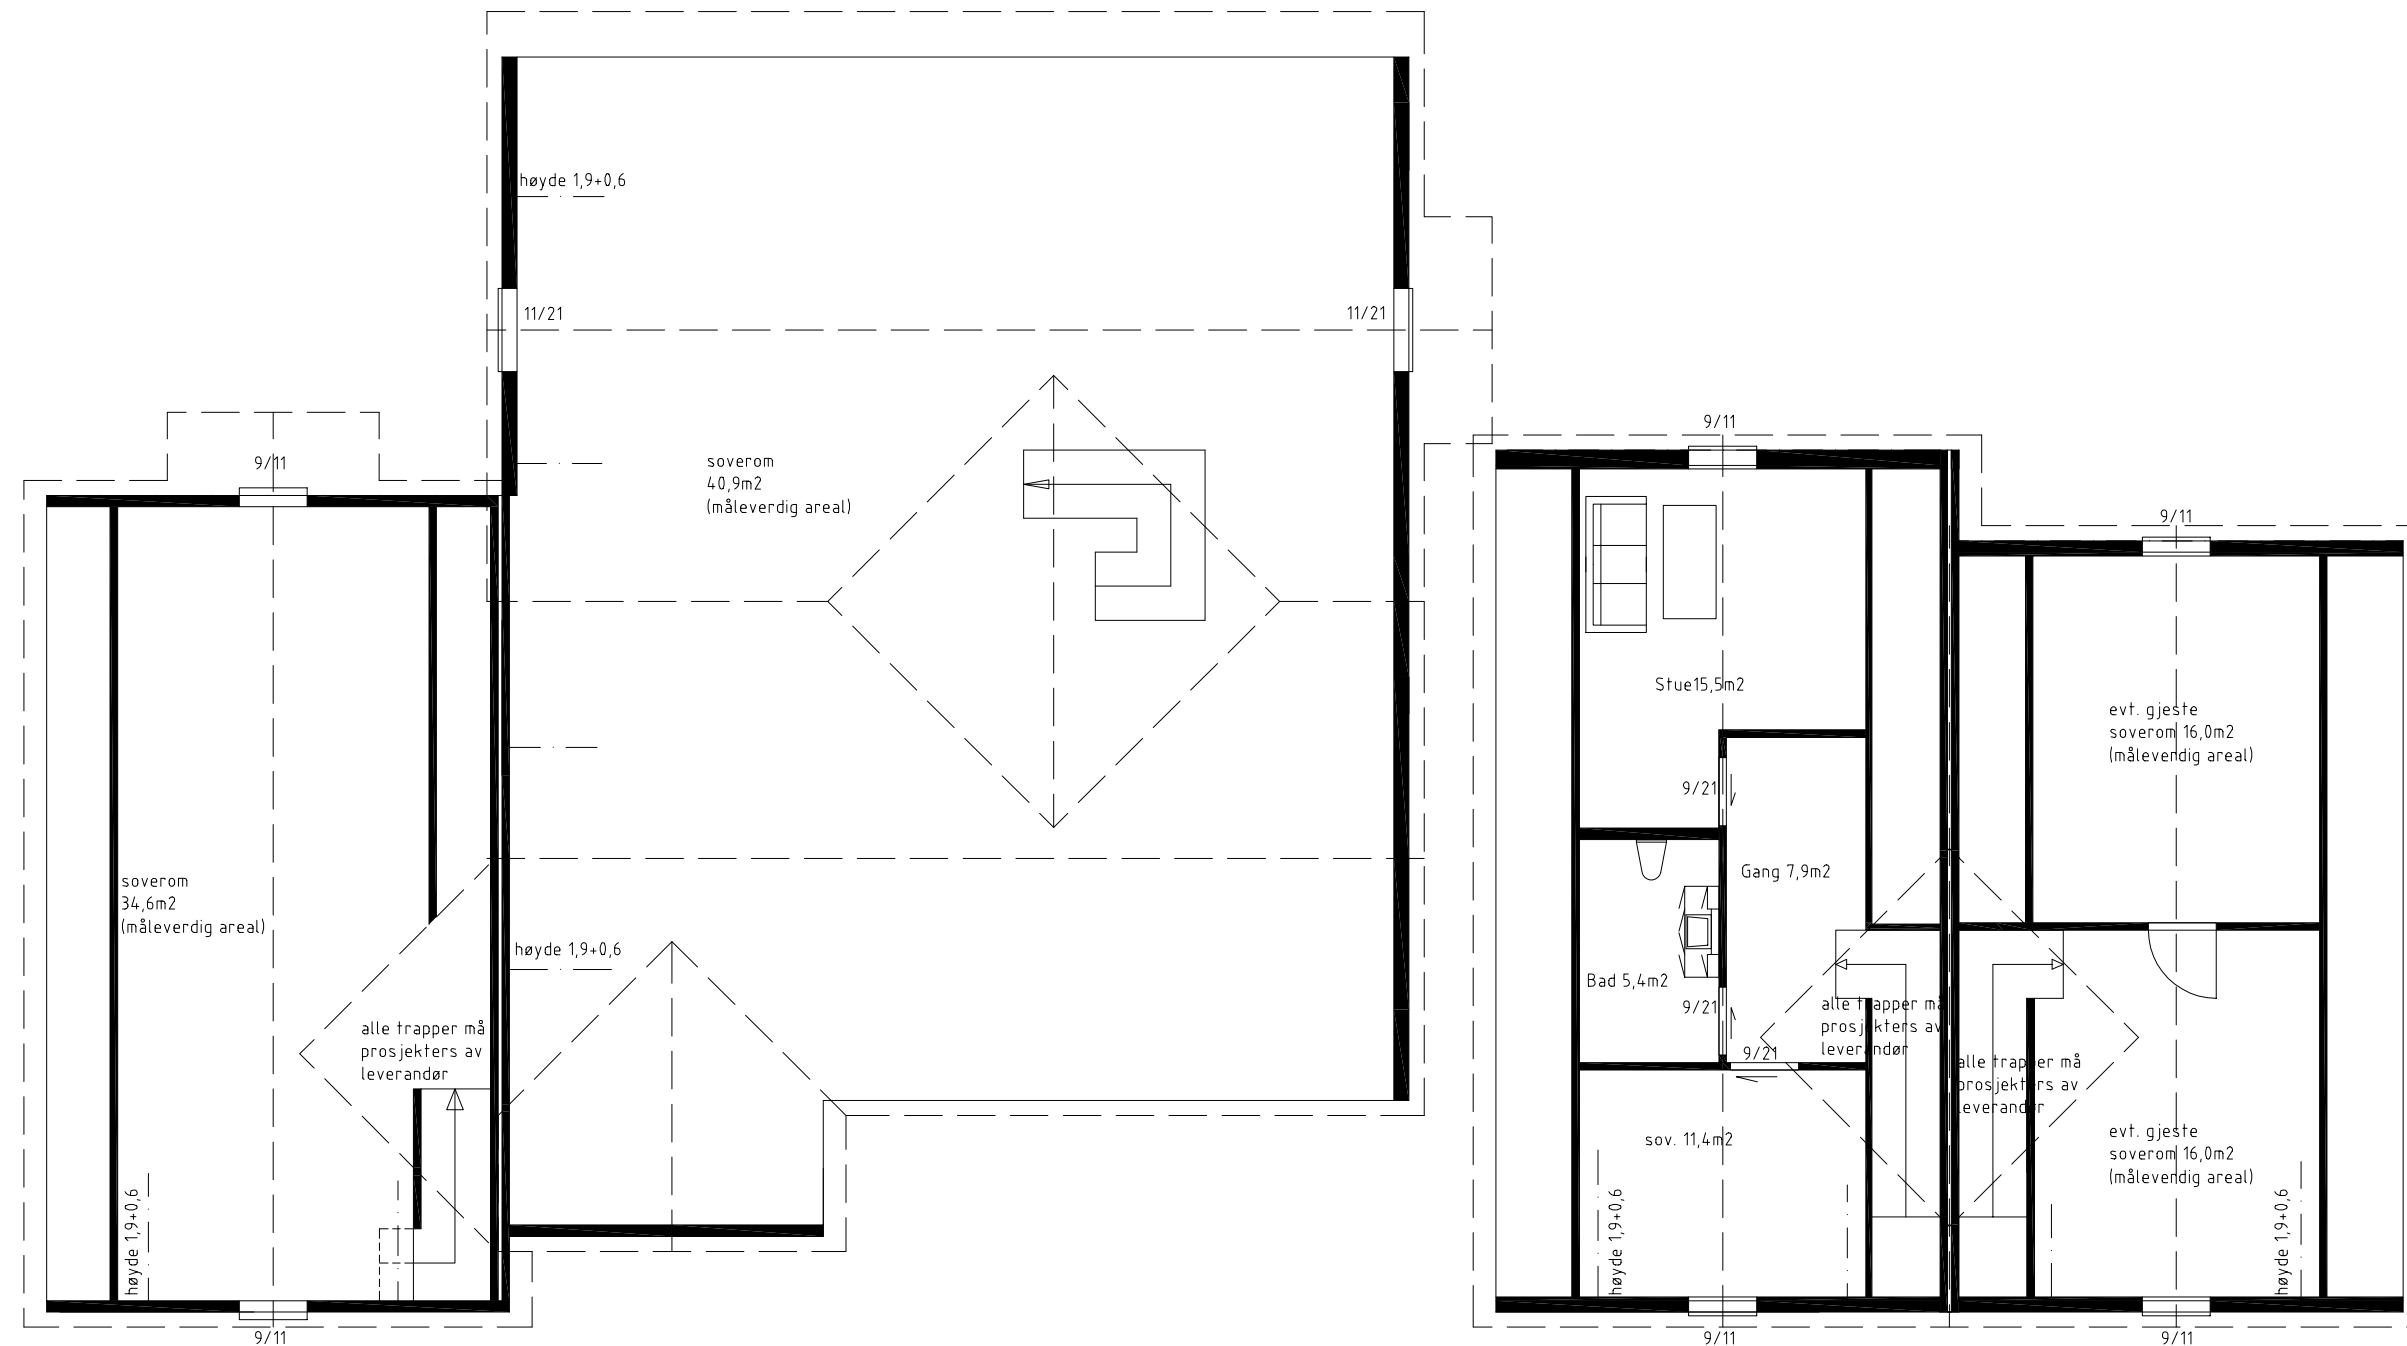 høyde 1,9+0,6
11/21
11/21
9/11
soverom
40,9m2
(måleverdig areal)
soverom
34,6m2
(måleverdig areal)
høyde 1,9+0,6
alle trapper må
prosjekters av
leverandør
høyde 1,9+0,6
9/11
9/11
9/11
Stue15,5m2
evt. gjeste
soverom 16,0m2
(måleverdig areal)
9/21
Gang 7,9m2
Bad 5,4m2
9/21
alle trapper må
prosjekters av
leverandør
9/21
alle trapper må
prosjekters av
leverandør
sov. 11,4m2
evt. gjeste
soverom 16,0m2
(måleverdig areal)
høyde 1,9+0,6
høyde 1,9+0,6
9/11
9/11